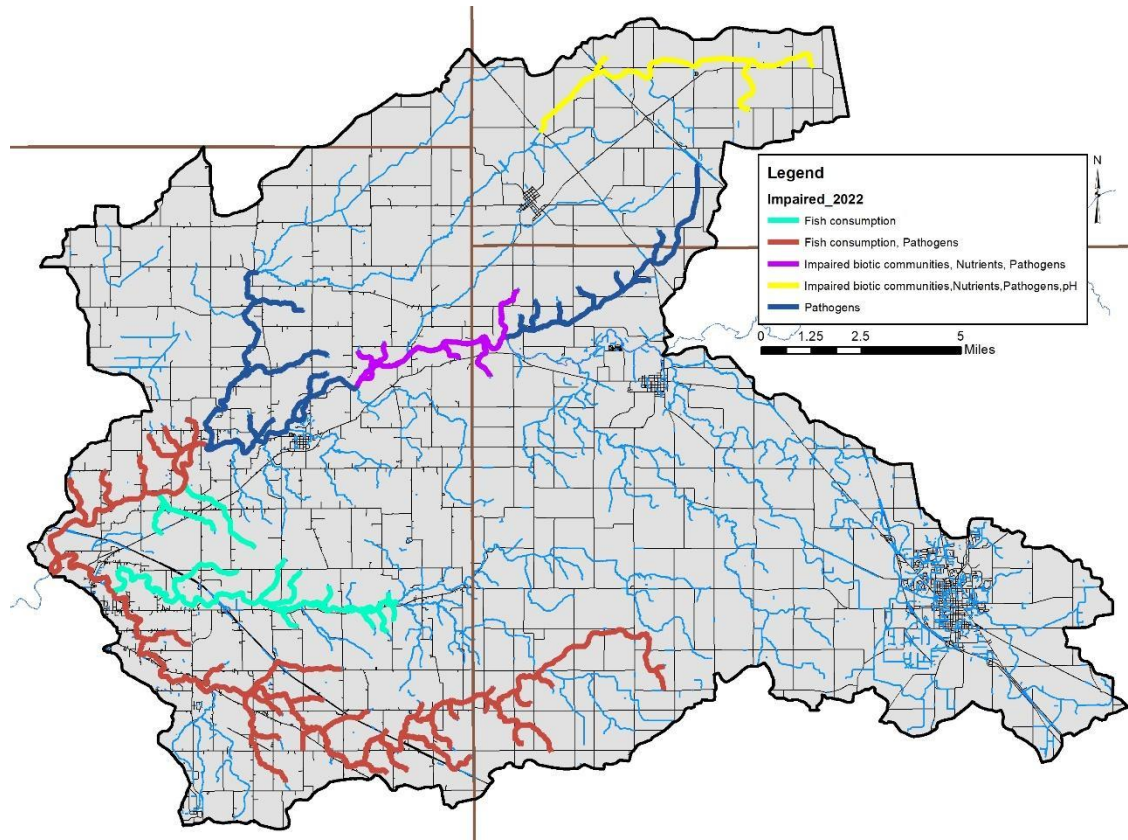 Legend
N
Impaired_2022
Fish consumption
Fish consumption, Pathogens
Impaired biotic communities, Nutrients, Pathogens
Impaired biotic communities,Nutrients,Pathogens,pH
Pathogens
0 1.25 2.5 5
Miles